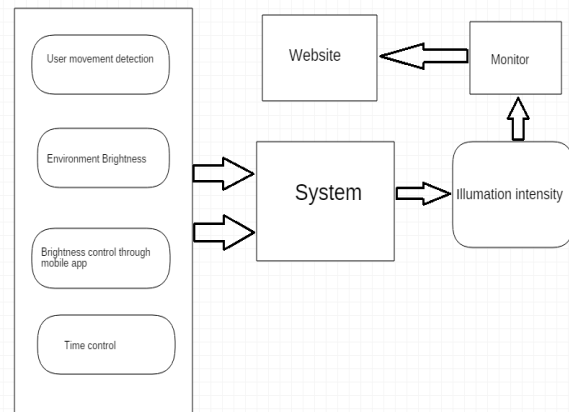 User movement detection
Environment Brightness
Brightness control through
mobile app
Time control
Website
Monitor
System
Illumation intensity